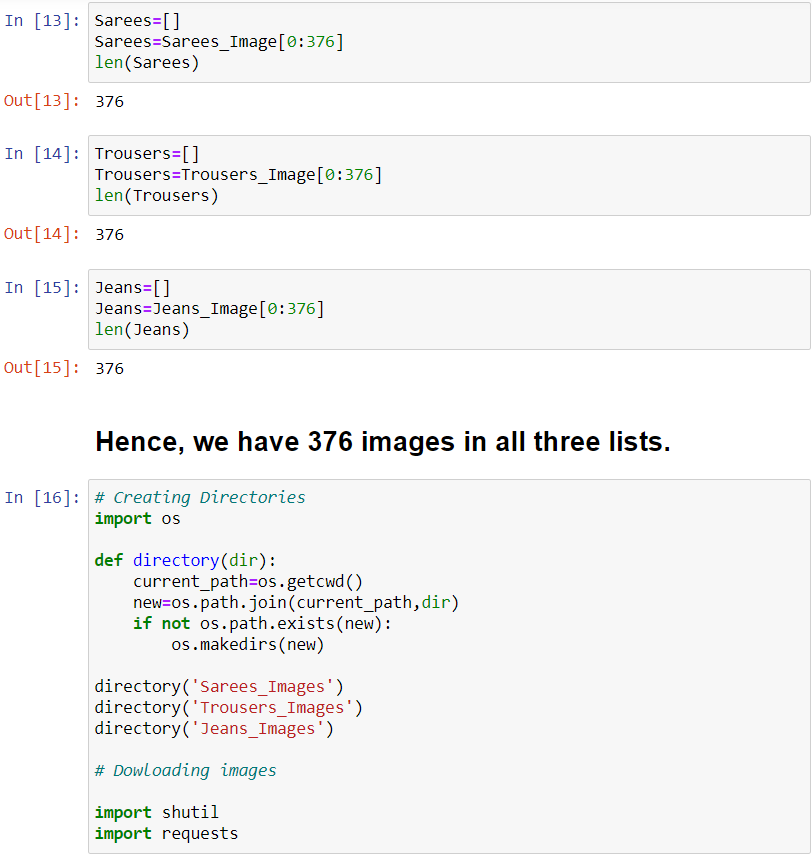 In [13]: Sarees=[]
Sarees=Sarees_Image[0:376]
len(Sarees)
Out[13]: 376
In [14]: Trousers=[]
Trousers=Trousers_Image[0:376]
len(Trousers)
Out[14]: 376
In [15]: Jeans=[]
Jeans=Jeans_Image[0:376]
len(Jeans)
Out[15]: 376
Hence, we have 376 images in all three lists.
In [16]: # Creating Directories
import os
def directory(dir):
    current_path=os.getcwd()
    new=os.path.join(current_path,dir)
    if not os.path.exists(new):
        os.makedirs(new)
directory('Sarees_Images')
directory('Trousers_Images')
directory('Jeans_Images')
# Dowloading images
import shutil
import requests